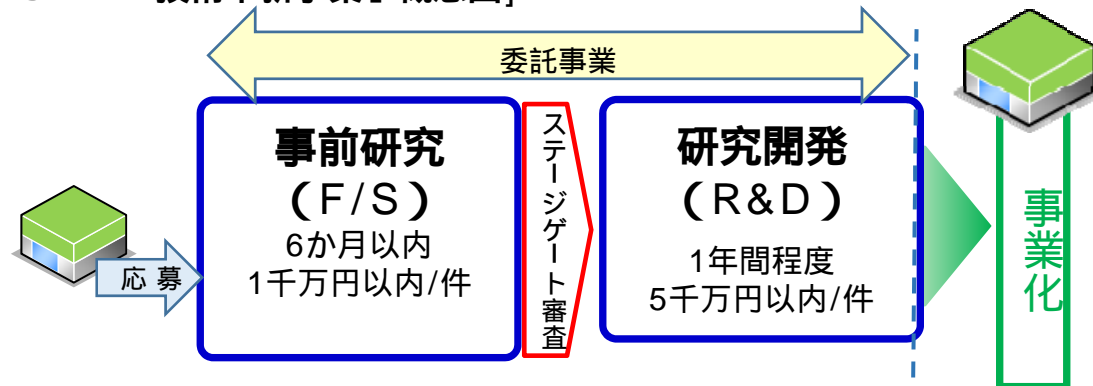 委託事業
事前研究
（F/S）
6か月以内
1千万円以内/件
ステージゲート審査
研究開発
（R&D）
1年間程度
5千万円以内/件
応 募
事業化